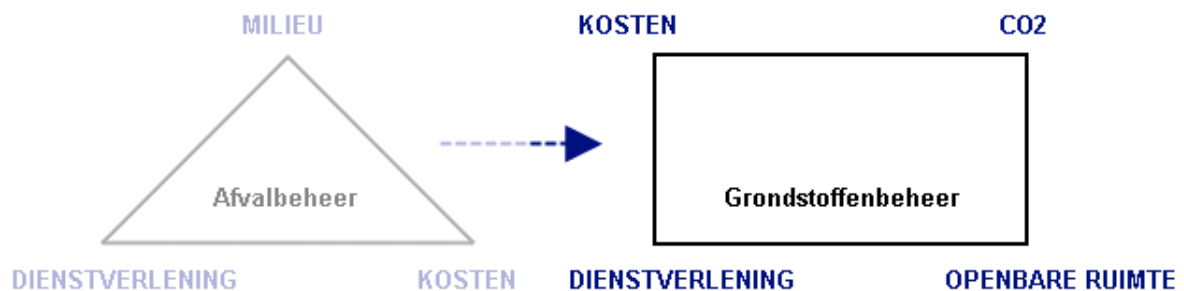 MILIEU
Afvalbeheer
DIENSTVERLENING
KOSTEN
KOSTEN
CO2
Grondstoffenbeheer
DIENSTVERLENING
OPENBARE RUIMTE